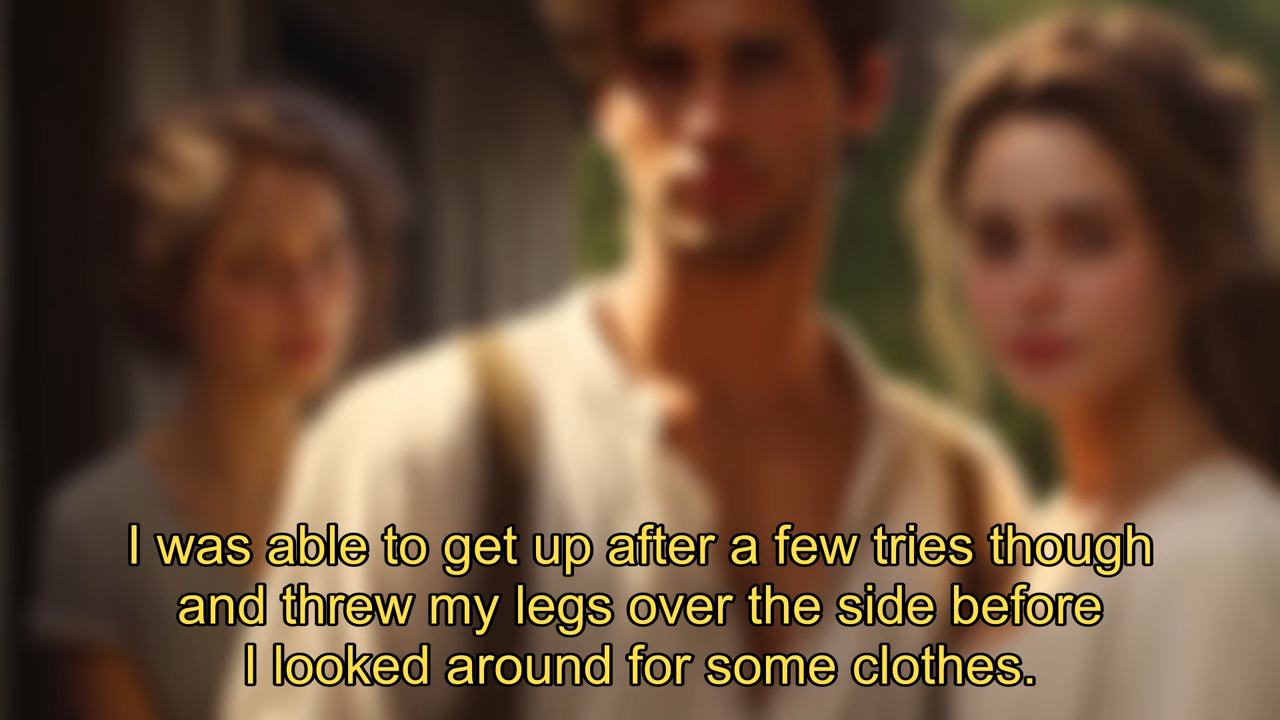 I was able to get up after a few tries though
and threw my legs over the side before
I looked around for some clothes.